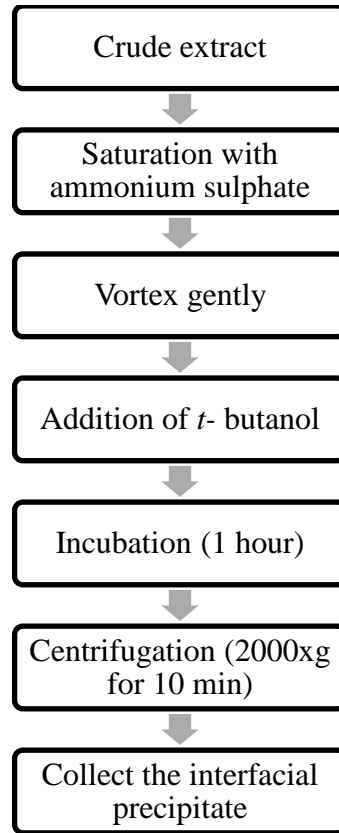 Crude extract
Saturation with
ammonium sulphate
Vortex gently
Addition of t- butanol
Incubation (1 hour)
Centrifugation (2000xg
for 10 min)
Collect the interfacial
precipitate